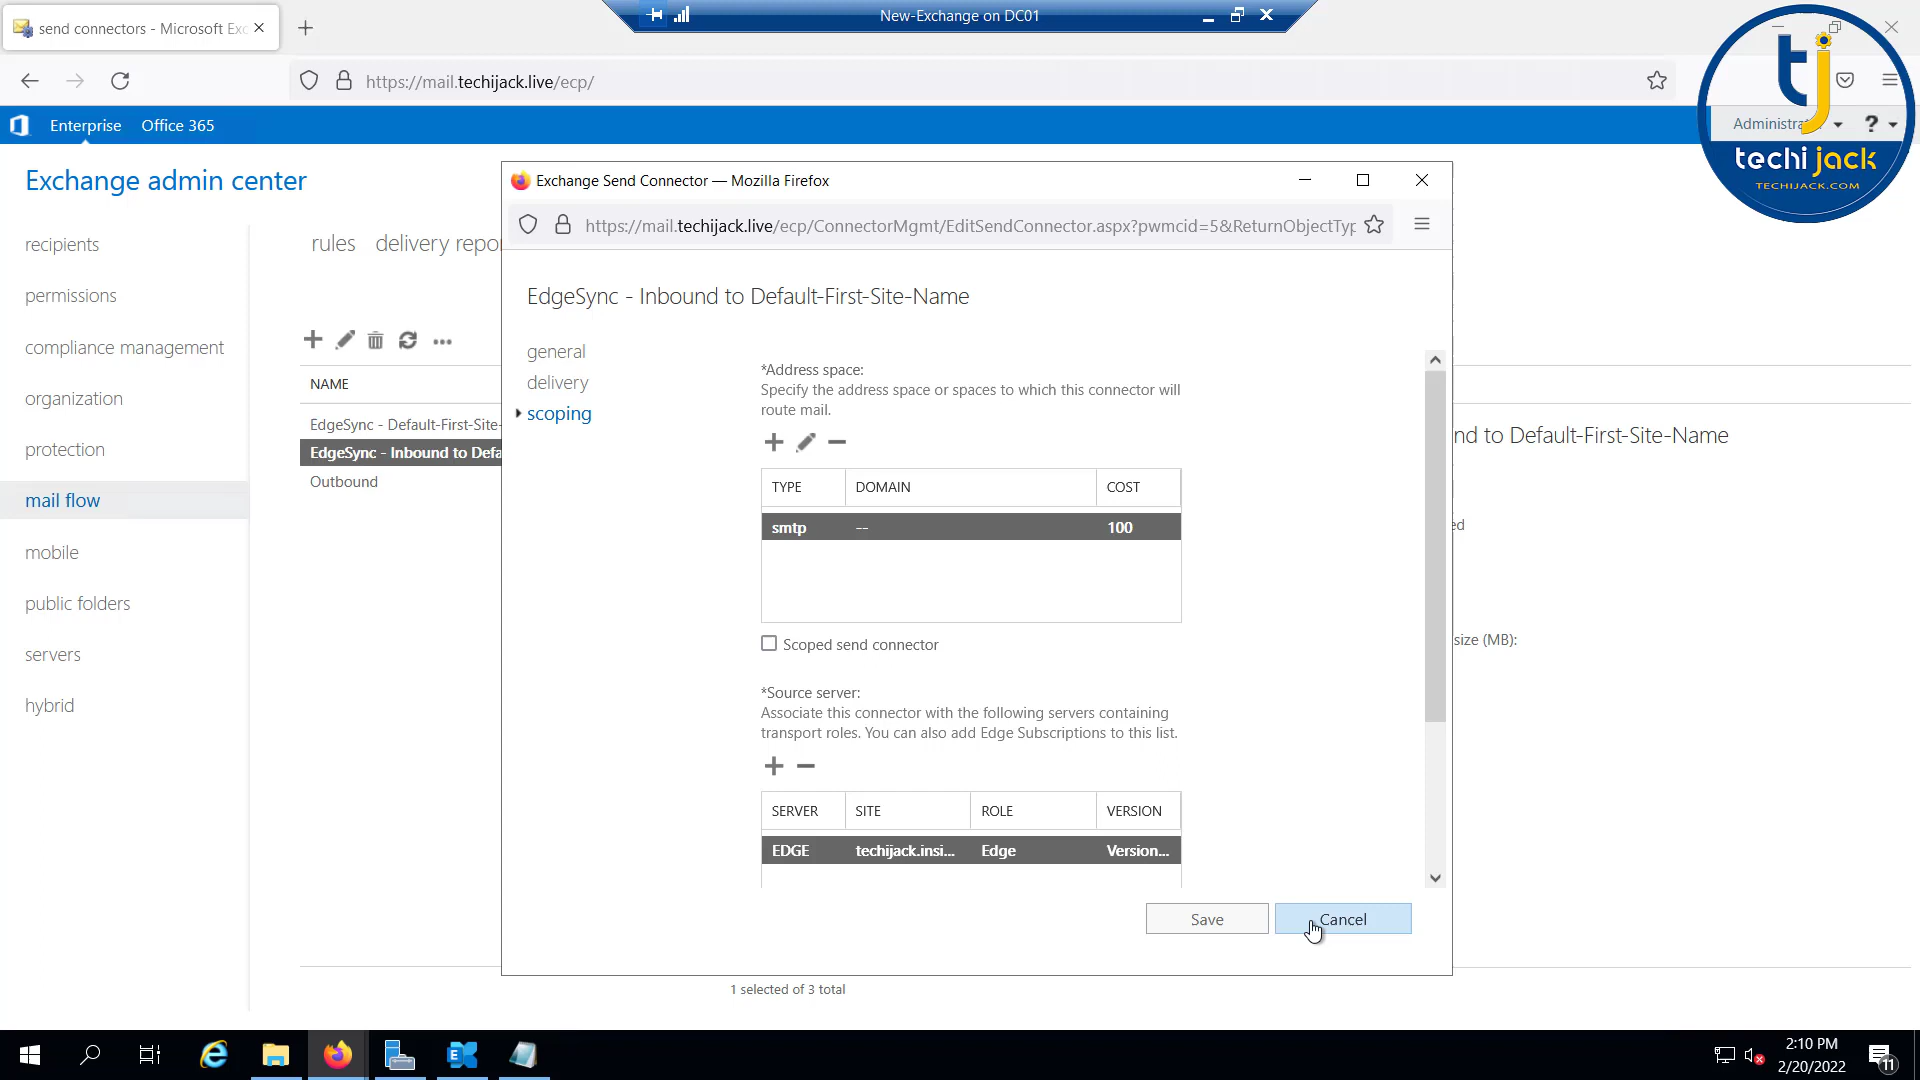 send connectors - Microsoft Exc
New-Exchange on DC01
https://mail.techijack.live/ecp/
Enterprise
Office 365
Administra
?
tj
techi jack
TECHIJACK.COM
Exchange admin center
recipients
permissions
compliance management
organization
protection
mail flow
mobile
public folders
servers
hybrid
rules
delivery repo
NAME
EdgeSync - Default-First-Site-
EdgeSync - Inbound to Defa
Outbound
Exchange Send Connector — Mozilla Firefox
https://mail.techijack.live/ecp/ConnectorMgmt/EditSendConnector.aspx?pwmcid=5&ReturnObjectTyp
EdgeSync - Inbound to Default-First-Site-Name
general
delivery
scoping
*Address space:
Specify the address space or spaces to which this connector will
route mail.
TYPE DOMAIN COST
smtp -- 100
Scoped send connector
*Source server:
Associate this connector with the following servers containing
transport roles. You can also add Edge Subscriptions to this list.
SERVER SITE ROLE VERSION
EDGE techijack.insi... Edge Version...
Save
Cancel
nd to Default-First-Site-Name
ed
size (MB):
1 selected of 3 total
2:10 PM
2/20/2022
11